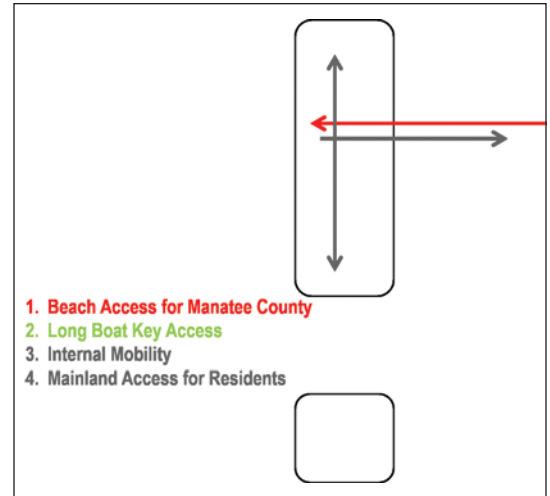 1. Beach Access for Manatee County
2. Long Boat Key Access
3. Internal Mobility
4. Mainland Access for Residents